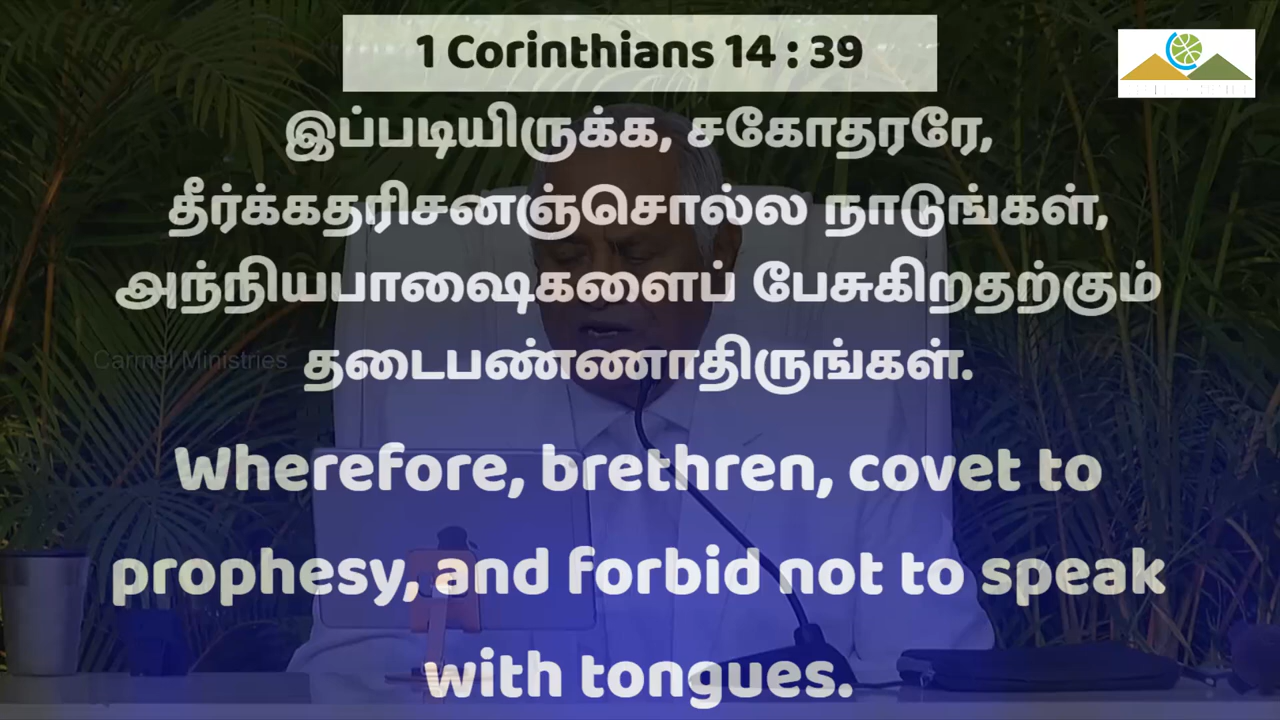 1 Corinthians 14 : 39
இப்படியிருக்க, சகோதரரே,
தீர்க்கதரிசனஞ்சொல்ல நாடுங்கள்,
அந்நியபாஷைகளைப் பேசுகிறதற்கும்
Carmel Ministries
தடைபண்ணாதிருங்கள்.
Wherefore, brethren, covet to
prophesy, and forbid not to speak
with tongues.